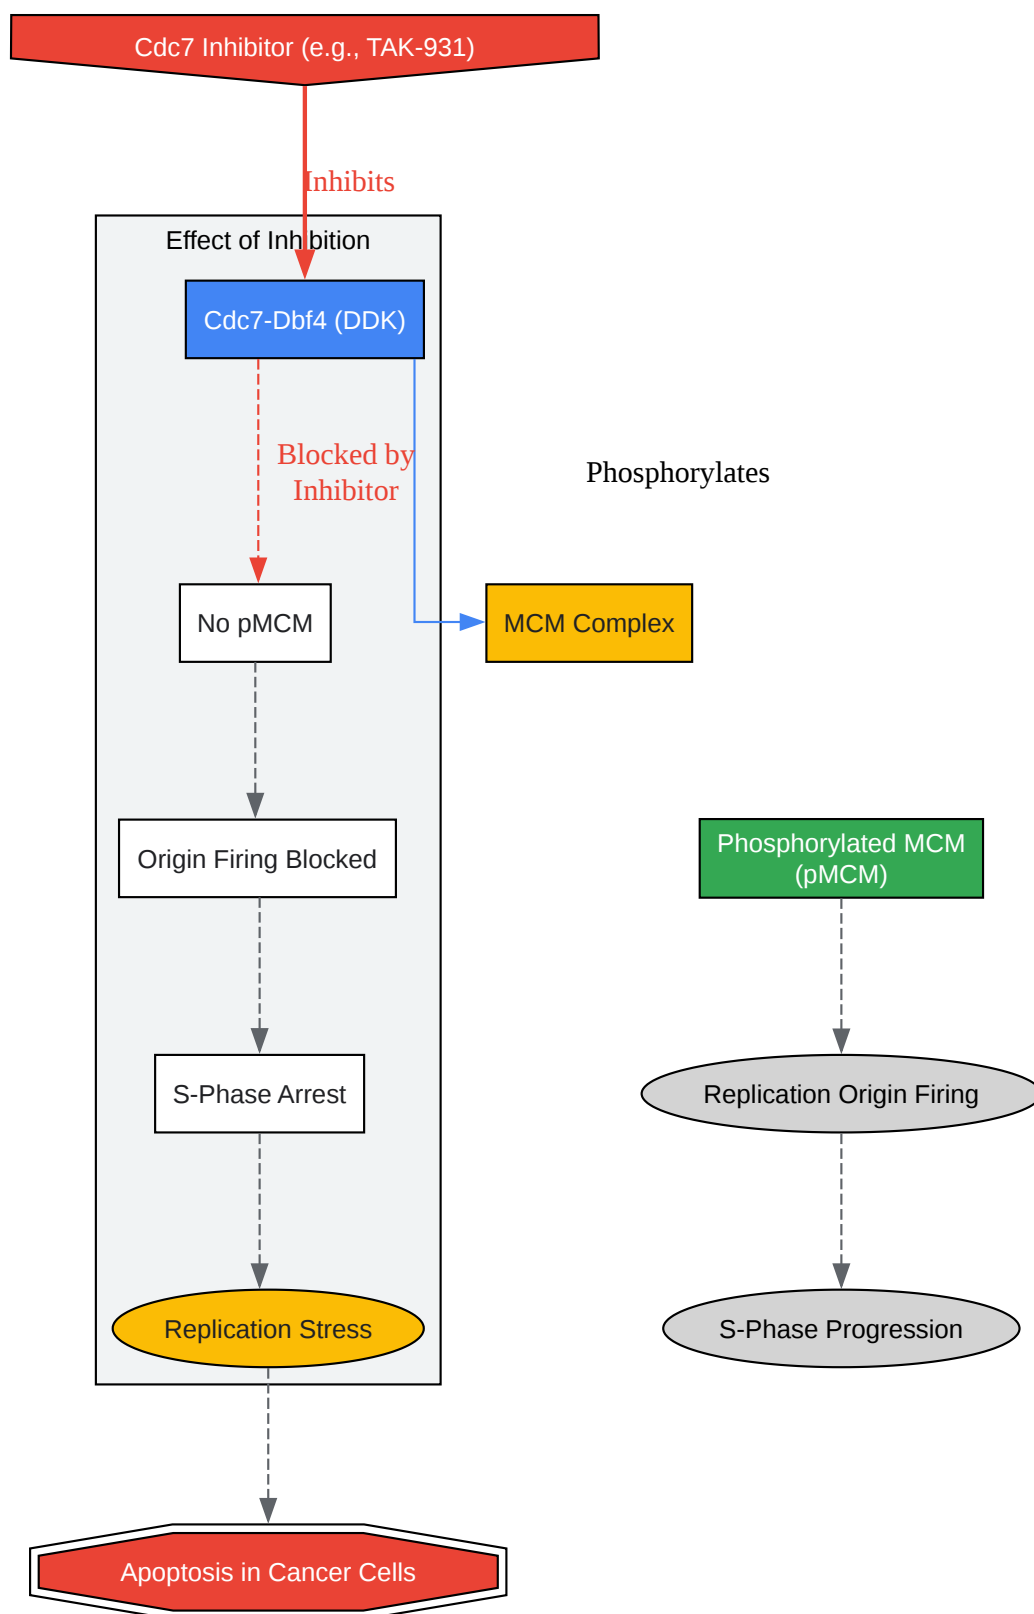 Cdc7 Inhibitor (e.g., TAK-931)
Inhibits
Effect of Inhibition
Cdc7-Dbf4 (DDK)
Blocked by
Inhibitor
Phosphorylates
No pMCM
MCM Complex
Origin Firing Blocked
Phosphorylated MCM
(pMCM)
S-Phase Arrest
Replication Origin Firing
Replication Stress
S-Phase Progression
Apoptosis in Cancer Cells